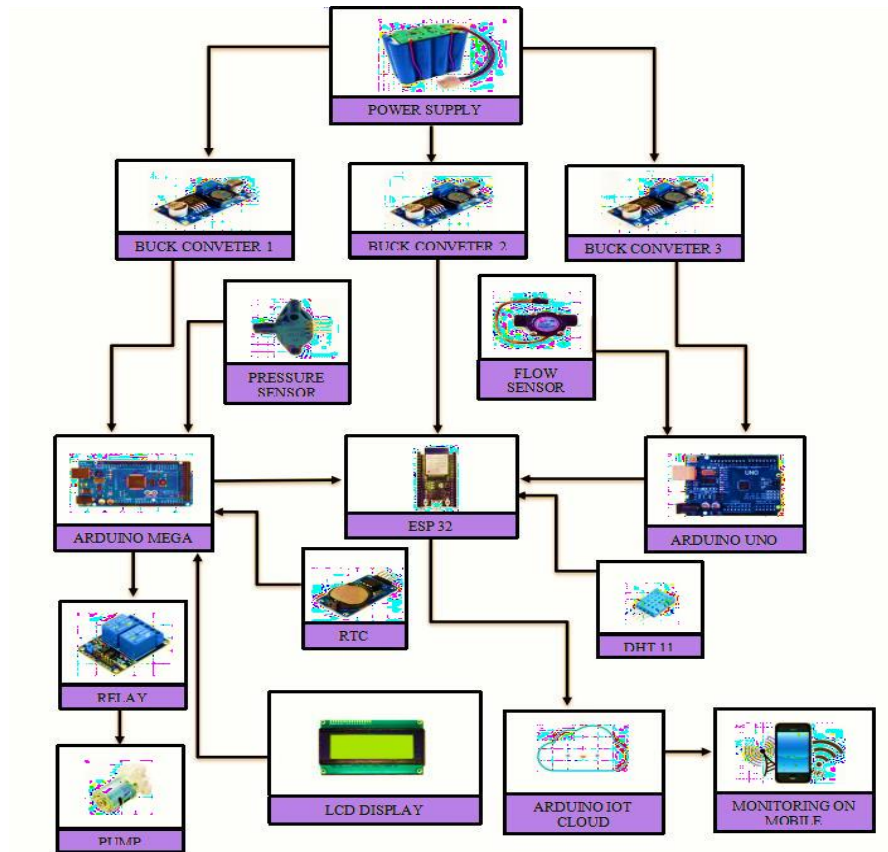 POWER SUPPLY
BUCK CONVETER 1
BUCK CONVETER 2
BUCK CONVETER 3
PRESSURE
SENSOR
FLOW
SENSOR
UNO
ARDUINO MEGA
ESP 32
ARDUINO UNO
RTC
DHT 11
RELAY
PUMP
LCD DISPLAY
ARDUINO IOT
CLOUD
MONITORING ON
MOBILE